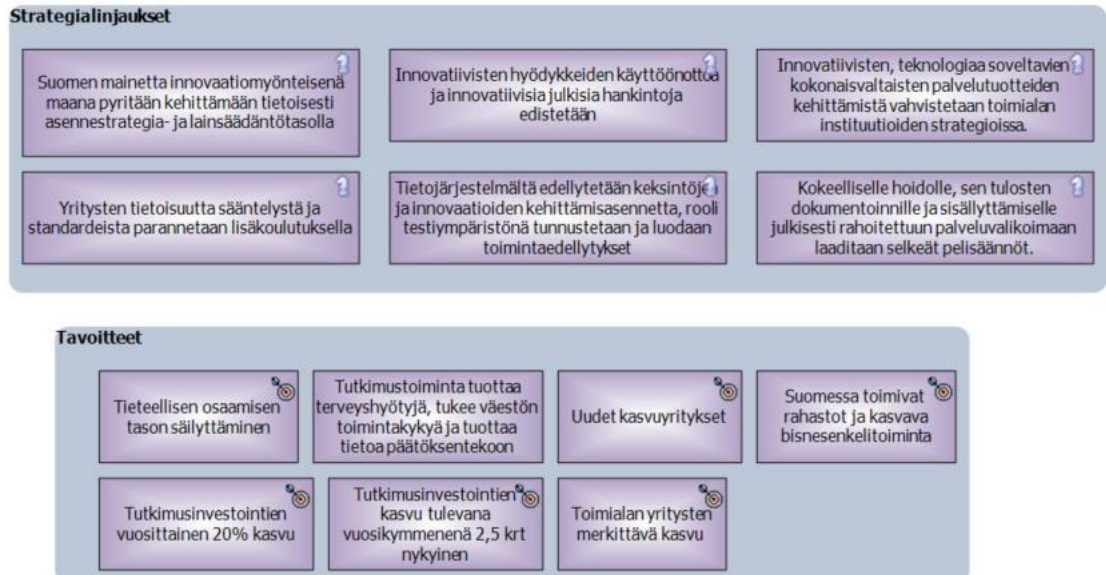 Strategialinjaukset
Suomen mainetta innovaatiomyönteisenä
maana pyritään kehittämään tietoisesti
asennestrategia- ja lainsäädäntötasolla
Innovatiivisten hyödykkeiden käyttöönottoa
ja innovatiivisia julkisia hankintoja
edistetään
Innovatiivisten, teknologiaa soveltavien
kokonaisvaltaisten palvelutuotteiden
kehittämistä vahvistetaan toimialan
instituutioiden strategioissa.
Yritysten tietoisuutta sääntelystä ja
standardeista parannetaan lisäkoulutuksella
Tietojärjestelmältä edellytetään keksintöjen
ja innovaatioiden kehittämisasennetta, rooli
testiympäristönä tunnustetaan ja luodaan
toimintaedellytykset
Kokeelliselle hoidolle, sen tulosten
dokumentoinnille ja sisällyttämiselle
julkisesti rahoitettuun palveluvalikoimaan
laaditaan selkeät pelisäännöt.
Tavoitteet
Tieteellisen osaamisen
tason säilyttäminen
Tutkimustoiminta tuottaa
terveyshyötyjä, tukee väestön
toimintakykyä ja tuottaa
tietoa päätöksentekoon
Uudet kasvuyritykset
Suomessa toimivat
rahastot ja kasvava
bisnesenkelitoiminta
Tutkimusinvestointien
vuosittainen 20% kasvu
Tutkimusinvestointien
kasvu tulevana
vuosikymmenenä 2,5 krt
nykyinen
Toimialan yritysten
merkittävä kasvu